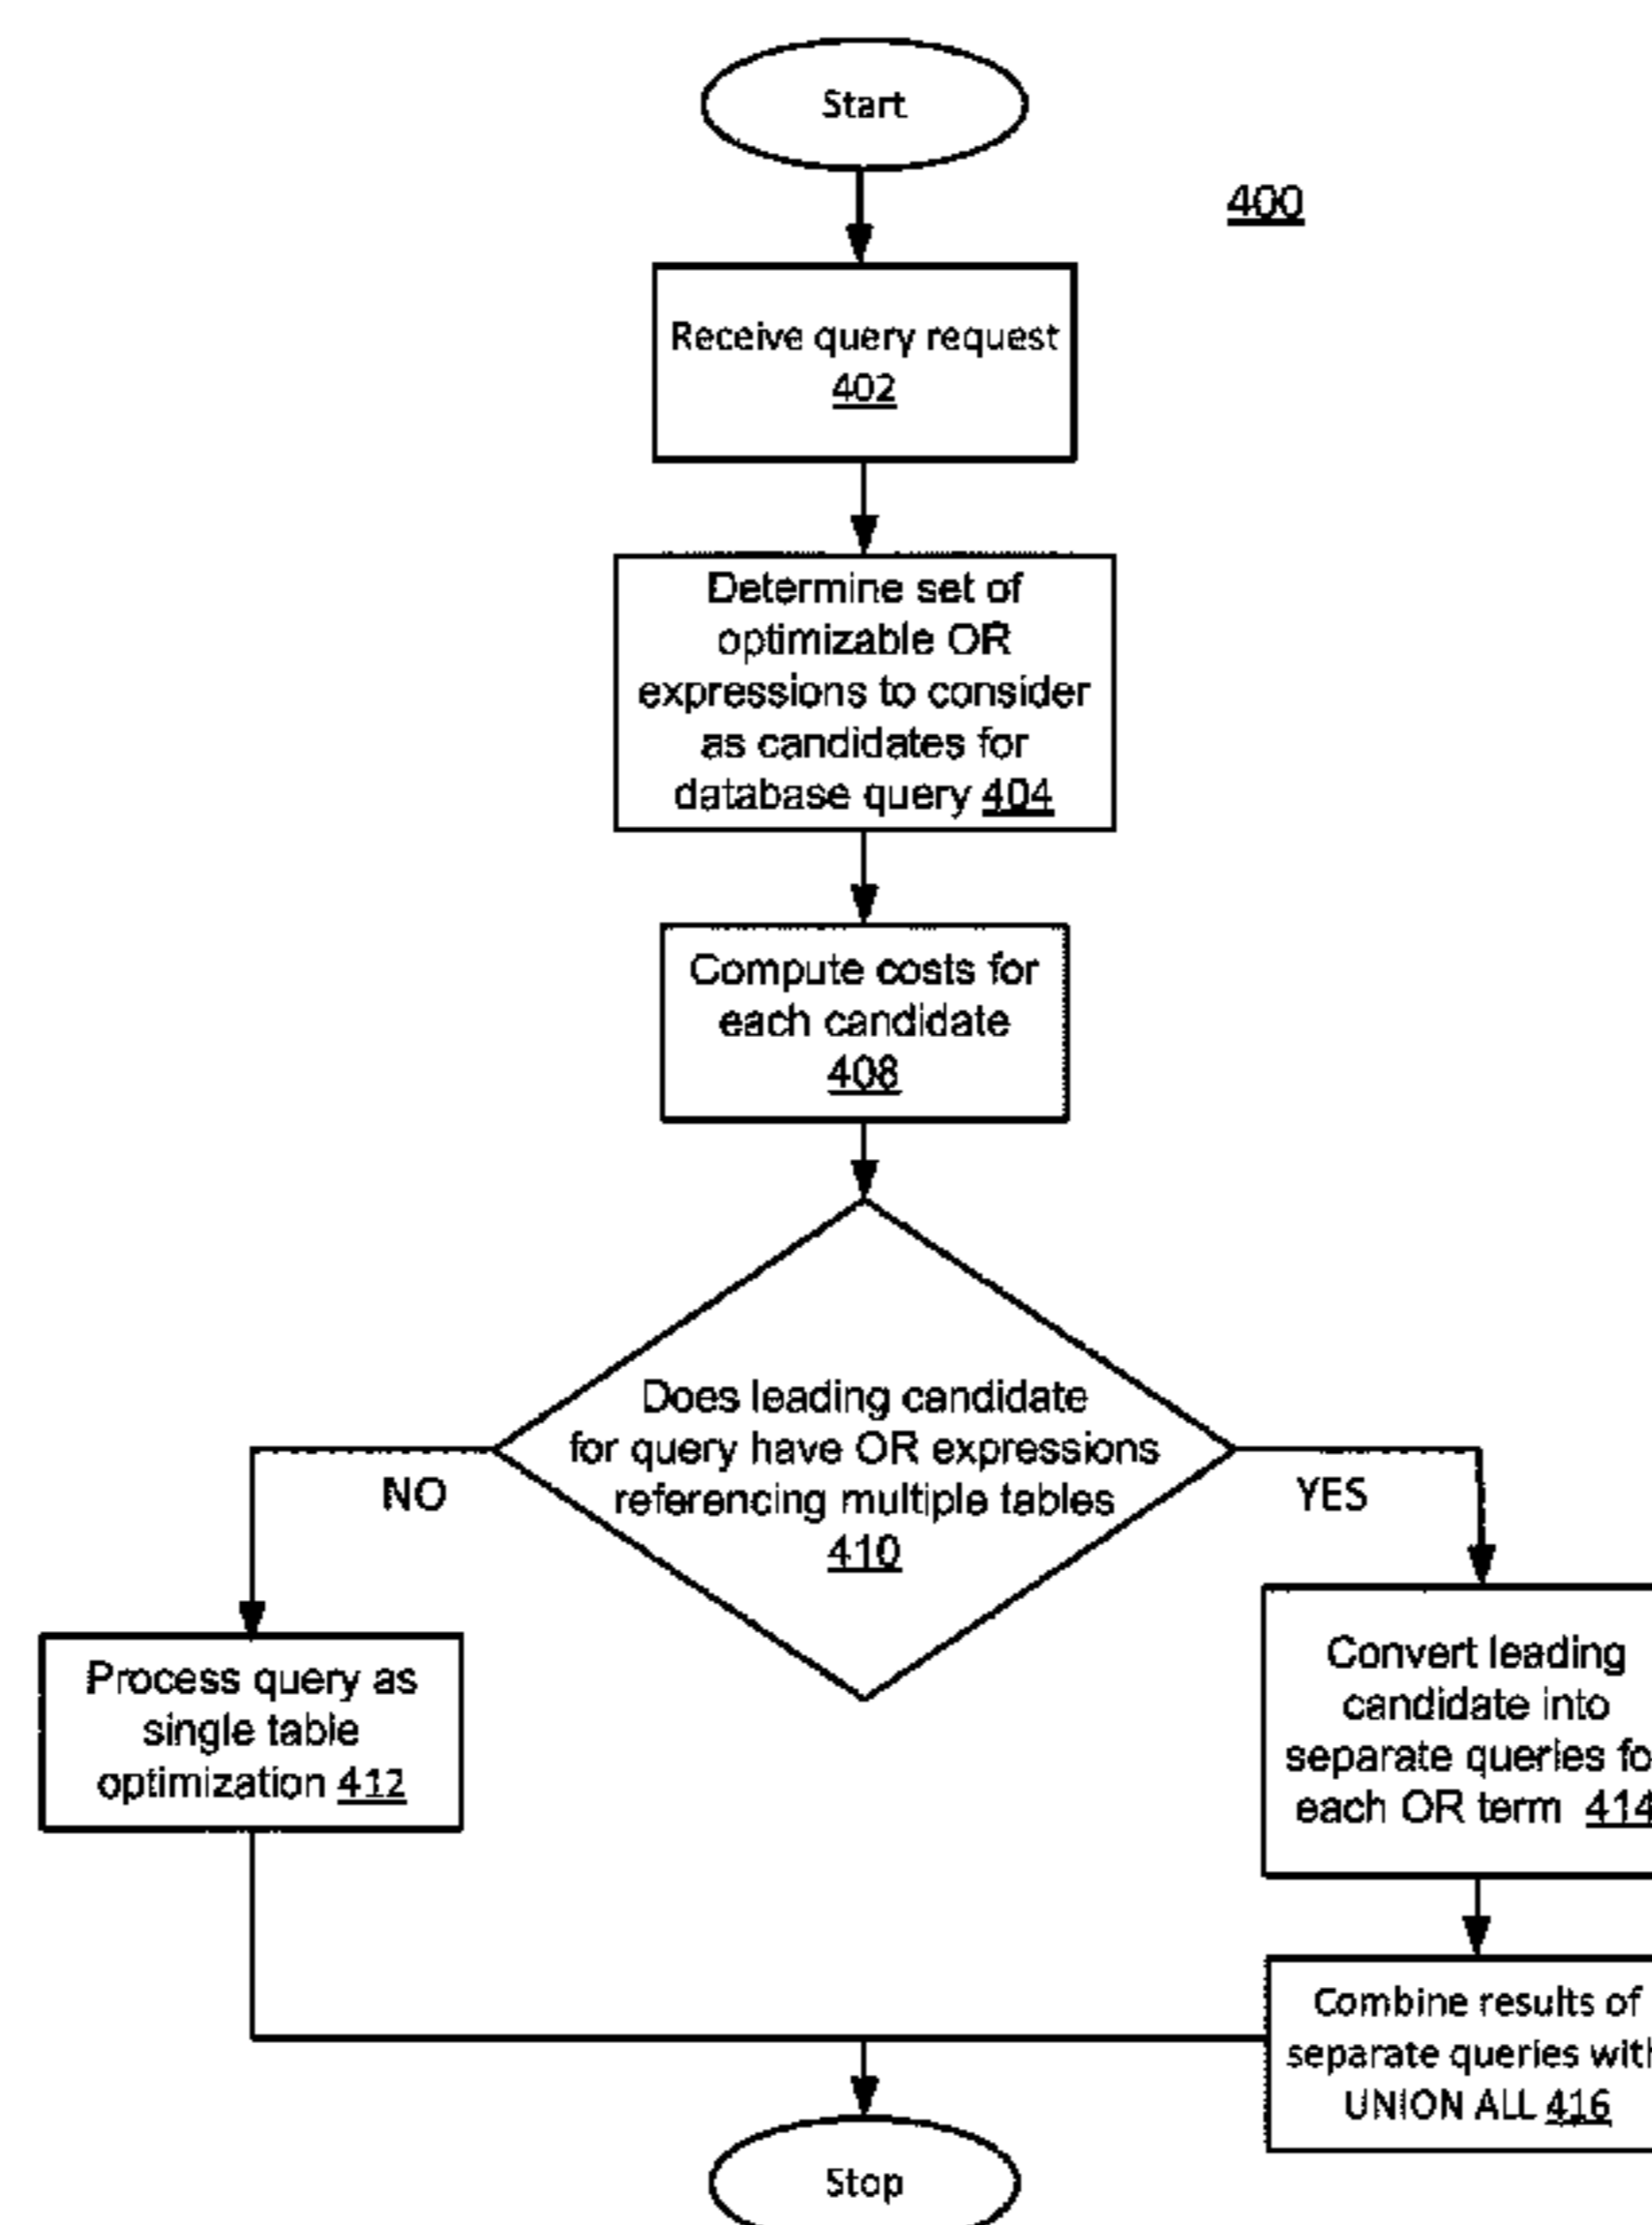 Start
400
Receive query request
402
Determine set of
optimizable OR
expressions to consider
as candidates for
database query 404
Compute costs for
each candidate
408
Does leading candidate
for query have OR expressions
referencing multiple tables
410
NO
YES
Process query as
single table
optimization 412
Convert leading
candidate into
separate queries fo
each OR term 414
Combine results of
separate queries with
UNION ALL 416
Stop